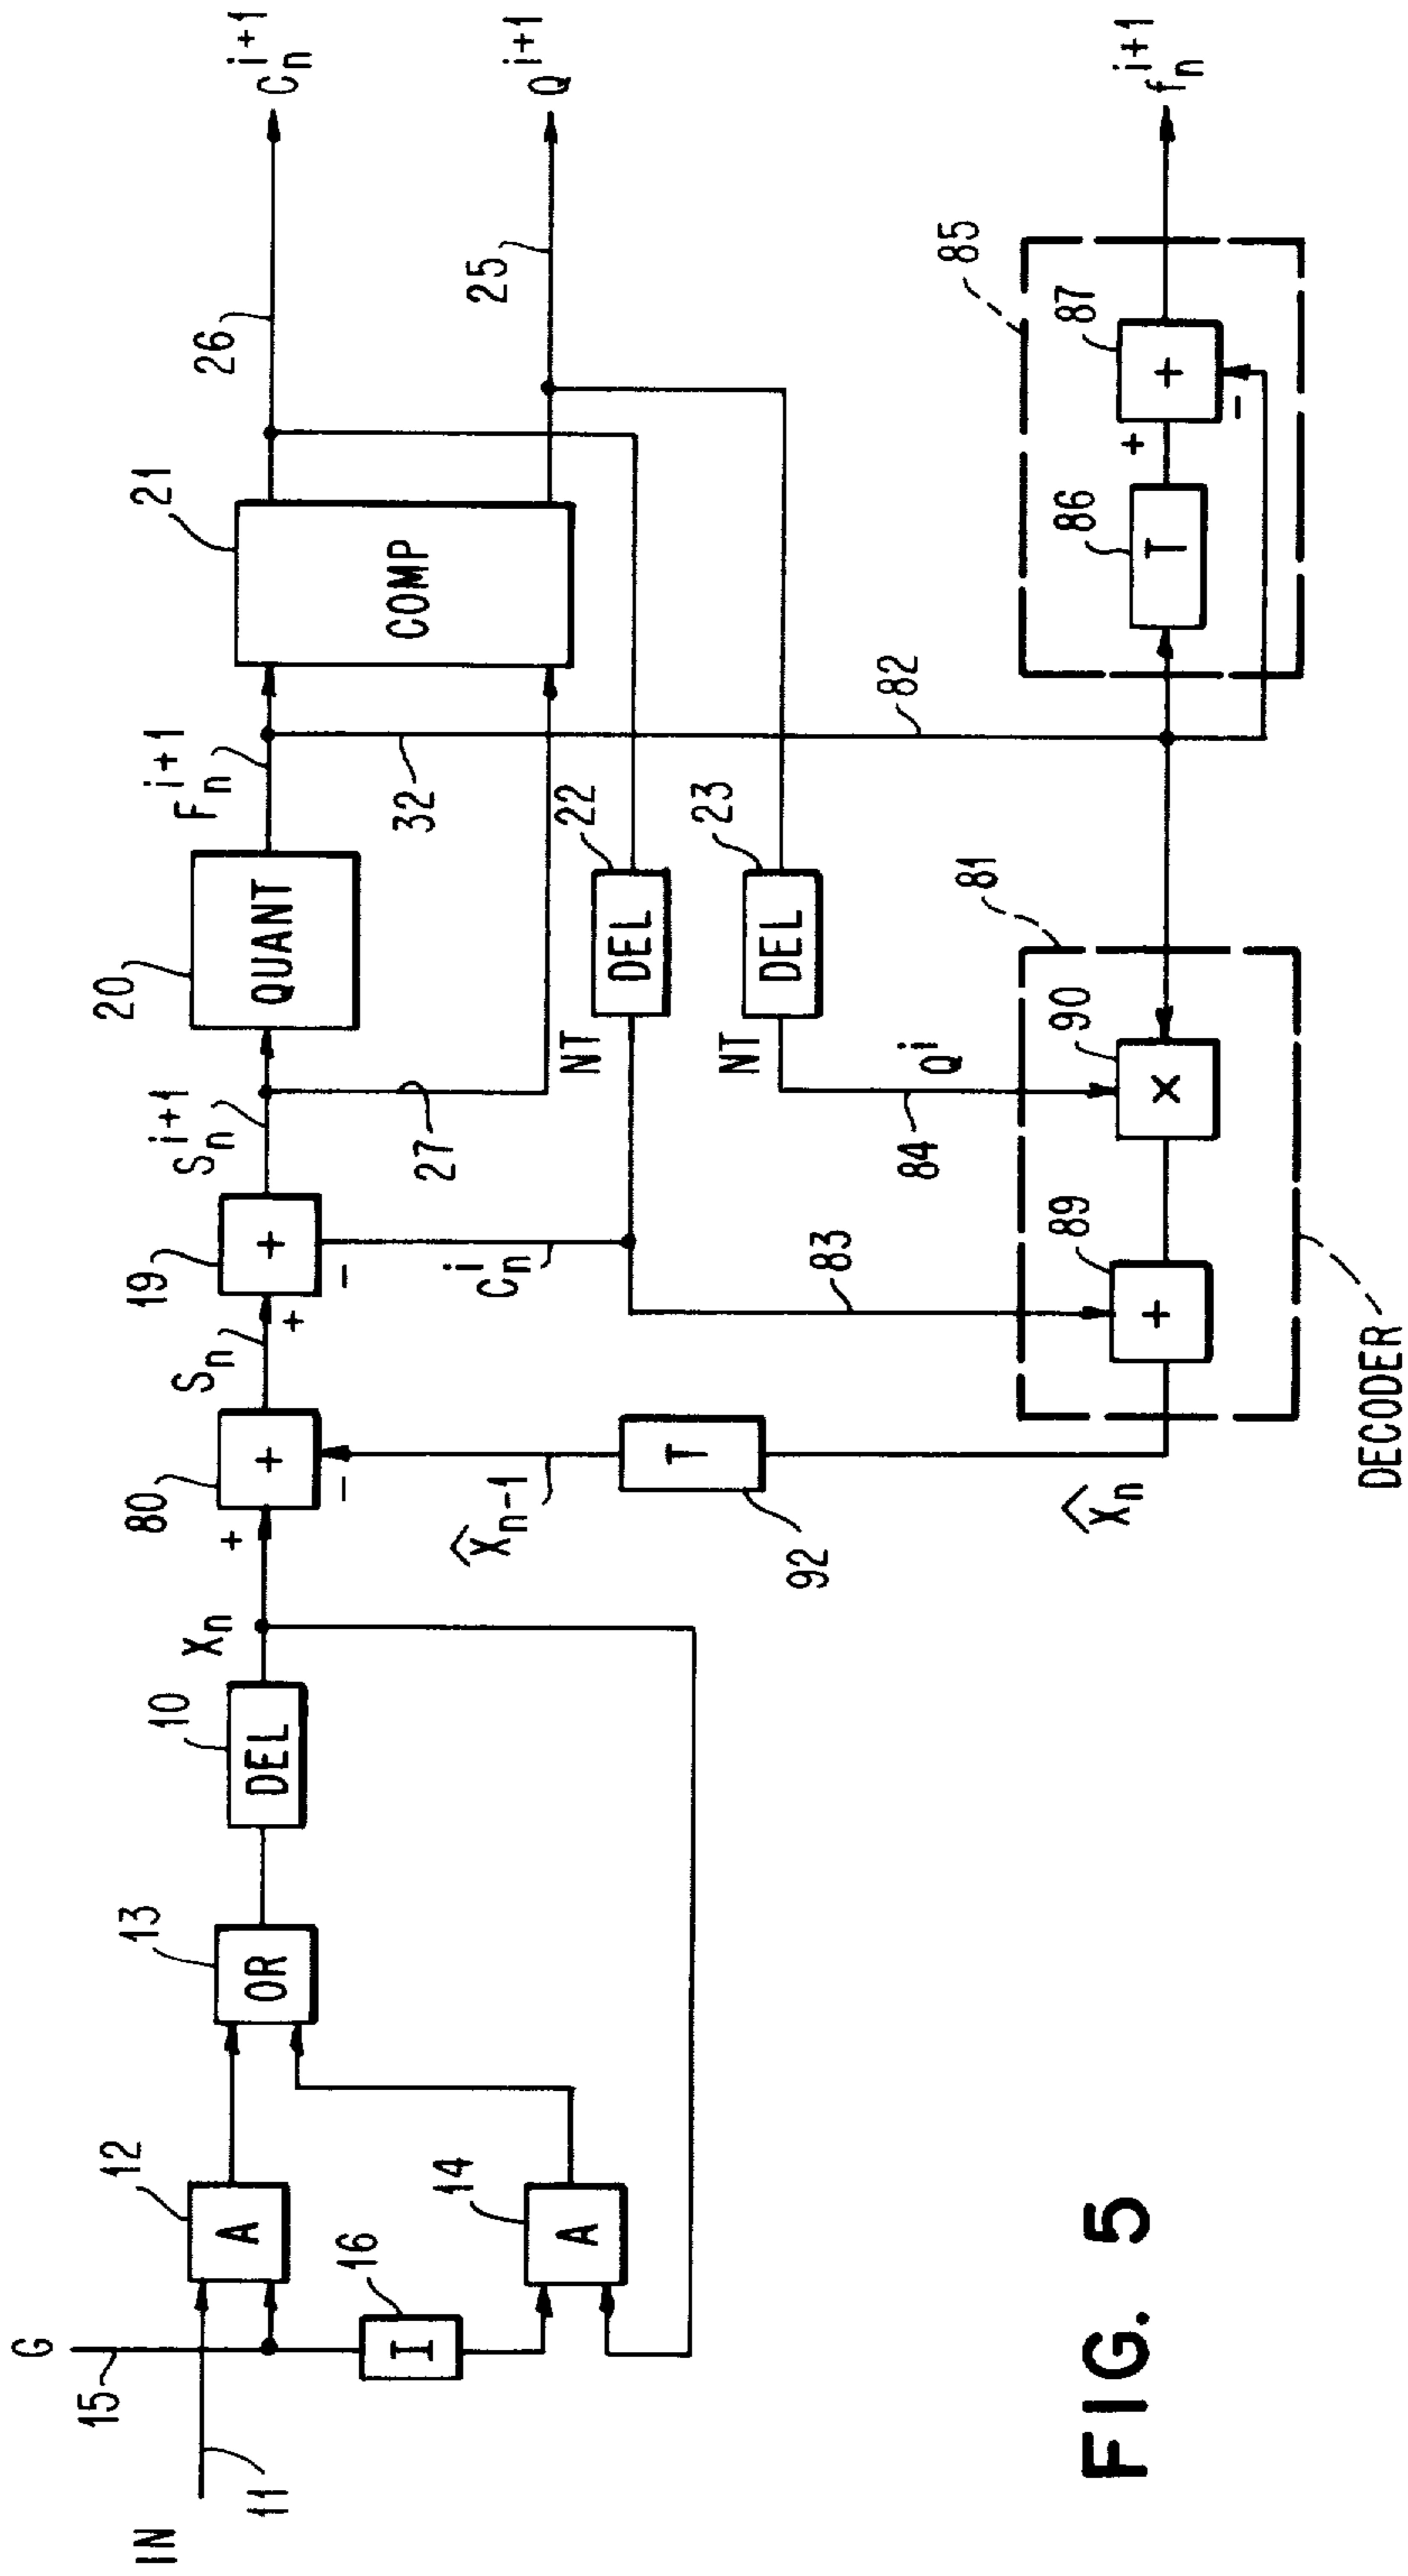 IN
11
G
15
12
A
16
I
14
A
13
OR
10
DEL
X_n
+
80
+
-
S_n
+
19
+
-
S_n^{i+1}
20
QUANT
F_n^{i+1}
21
COMP
26
C_n^{i+1}
25
Q^{i+1}
27
32
22
DEL
NT
23
DEL
NT
C_n^i
Q^i
84
83
82
X̂_{n-1}
T
92
X̂_n
81
90
X
89
+
DECODER
85
86
T
+
87
+
-
f_n^{i+1}
FIG. 5